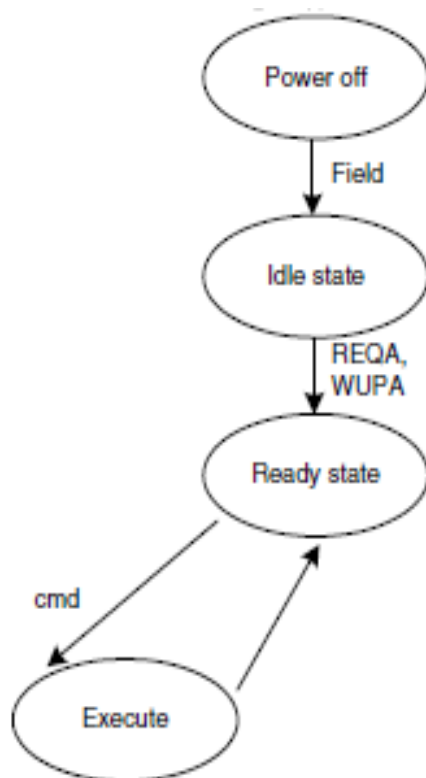 Power off
Field
Idle state
REQA,
WUPA
Ready state
cmd
Execute